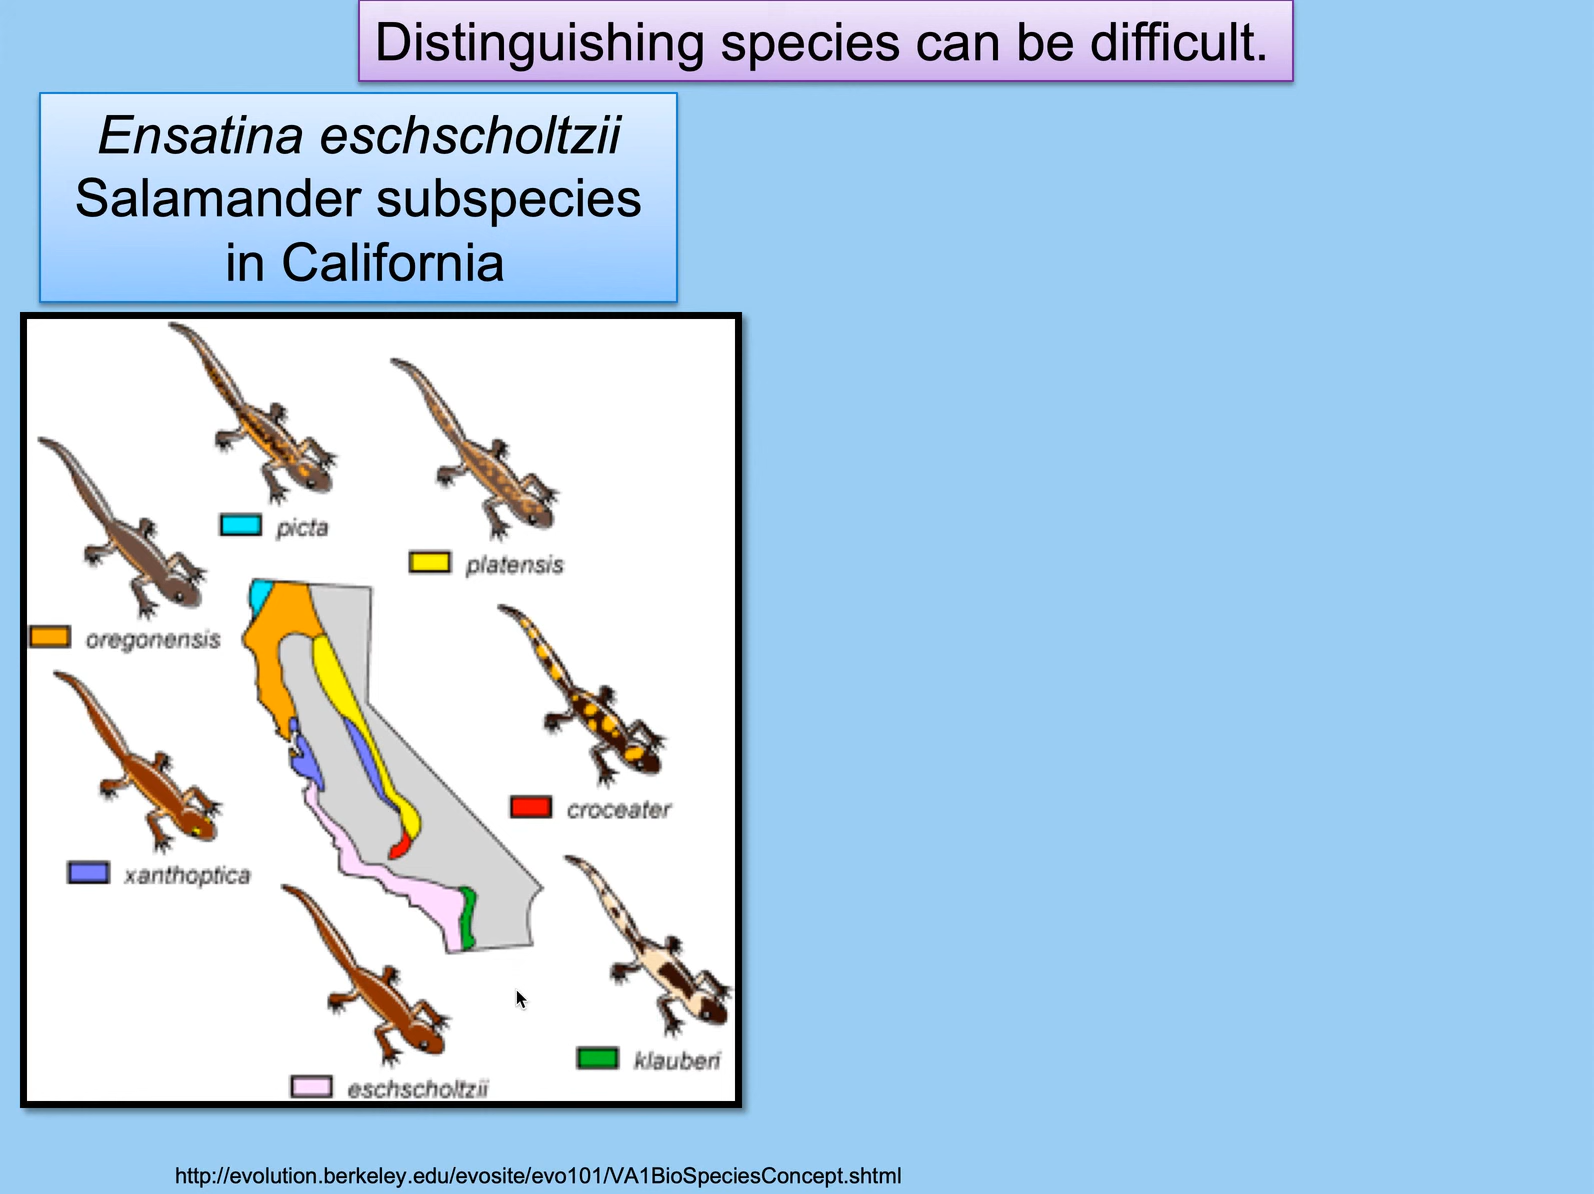 Distinguishing species can be difficult.
Ensatina eschscholtzii
Salamander subspecies
in California
picta
platensis
oregonensis
croceater
xanthoptica
klauberi
eschscholtzii
http://evolution.berkeley.edu/evosite/evo101/VA1BioSpeciesConcept.shtml